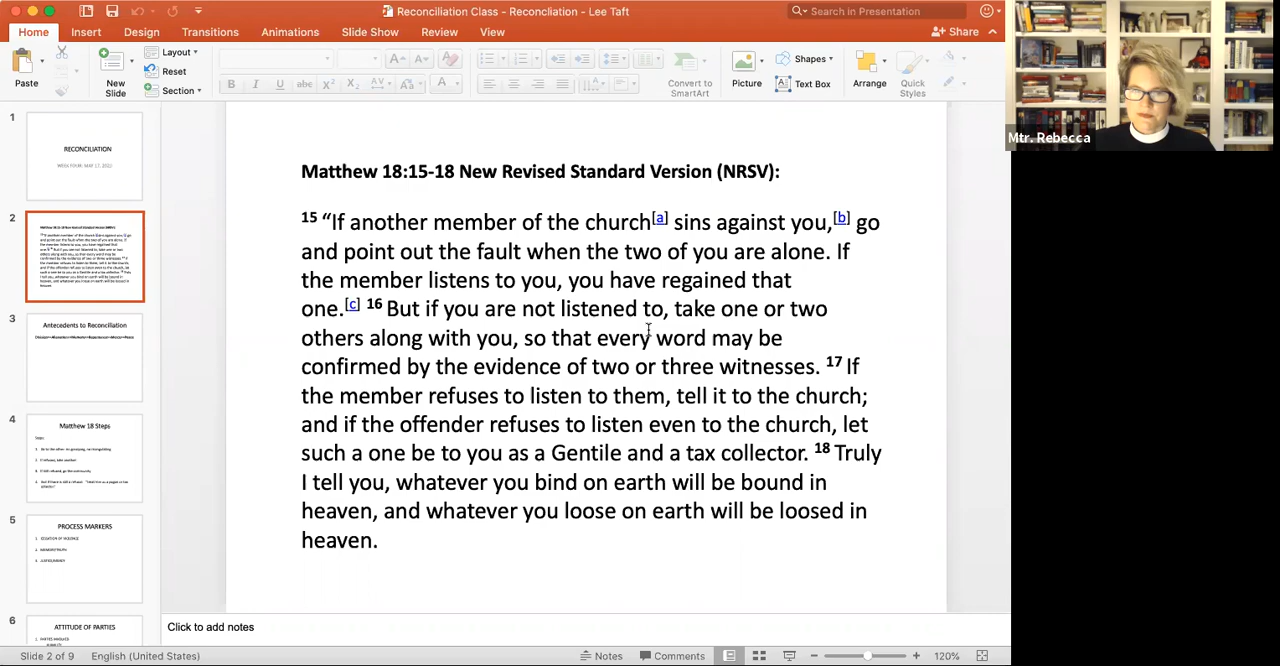 Reconciliation Class - Reconcliation - Lee Taft
Search in Presentation
Home Insert Design Transitions Animations Slide Show Review View Share
Paste
New Slide
Layout
Reset
Section
B I U abc X² X₂ AV Aa A
Convert to SmartArt
Picture
Shapes
Text Box
Arrange
Quick Styles
Mtr. Rebecca
1
RECONCILIATION
2
3
Antecedents to Reconciliation
4
Matthew 18 Steps
5
PROCESS MARKERS
6
ATTITUDE OF PARTIES
Matthew 18:15-18 New Revised Standard Version (NRSV):
15 “If another member of the church[a] sins against you,[b] go
and point out the fault when the two of you are alone. If
the member listens to you, you have regained that
one.[c] 16 But if you are not listened to, take one or two
others along with you, so that every word may be
confirmed by the evidence of two or three witnesses. 17 If
the member refuses to listen to them, tell it to the church;
and if the offender refuses to listen even to the church, let
such a one be to you as a Gentile and a tax collector. 18 Truly
I tell you, whatever you bind on earth will be bound in
heaven, and whatever you loose on earth will be loosed in
heaven.
Click to add notes
Slide 2 of 9 English (United States) Notes Comments 120%